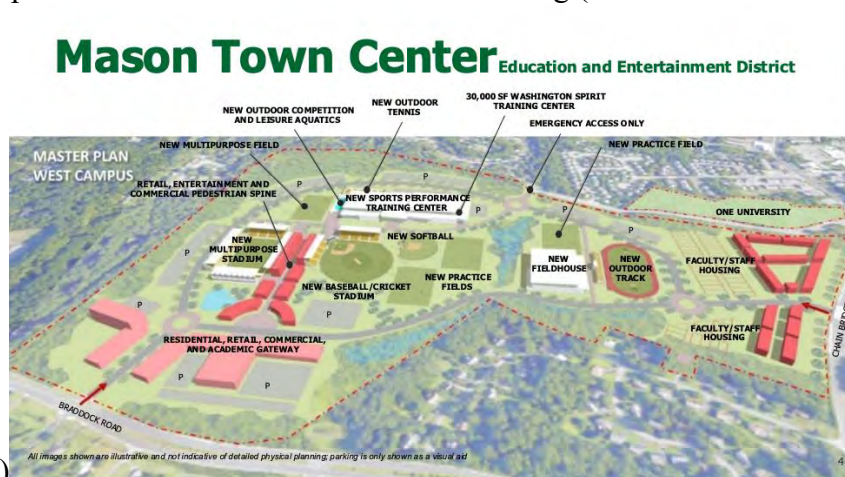 Mason Town Center Education and Entertainment District
30,000 SF WASHINGTON SPIRIT
TRAINING CENTER
NEW OUTDOOR
TENNIS
NEW OUTDOOR COMPETITION
AND LEISURE AQUATICS
EMERGENCY ACCESS ONLY
NEW MULTIPURPOSE FIELD
NEW PRACTICE FIELD
MASTER PLAN
WEST CAMPUS
RETAIL, ENTERTAINMENT AND
COMMERCIAL PEDESTRIAN SPINE
P
P
NEW SPORTS PERFORMANCE
TRAINING CENTER
P
P
ONE UNIVERSITY
P
NEW
MULTIPURPOSE
STADIUM
NEW SOFTBALL
P
NEW
FIELDHOUSE
NEW
OUTDOOR
TRACK
FACULTY/STAFF
HOUSING
NEW BASEBALL/CRICKET
STADIUM
NEW PRACTICE
FIELDS
P
P
FACULTY/STAFF
HOUSING
RESIDENTIAL, RETAIL, COMMERCIAL,
AND ACADEMIC GATEWAY
P
P
BRADDOCK ROAD
CHAIN
All images shown are illustrative and not indicative of detailed physical planning; parking is only shown as a visual aid
4
)